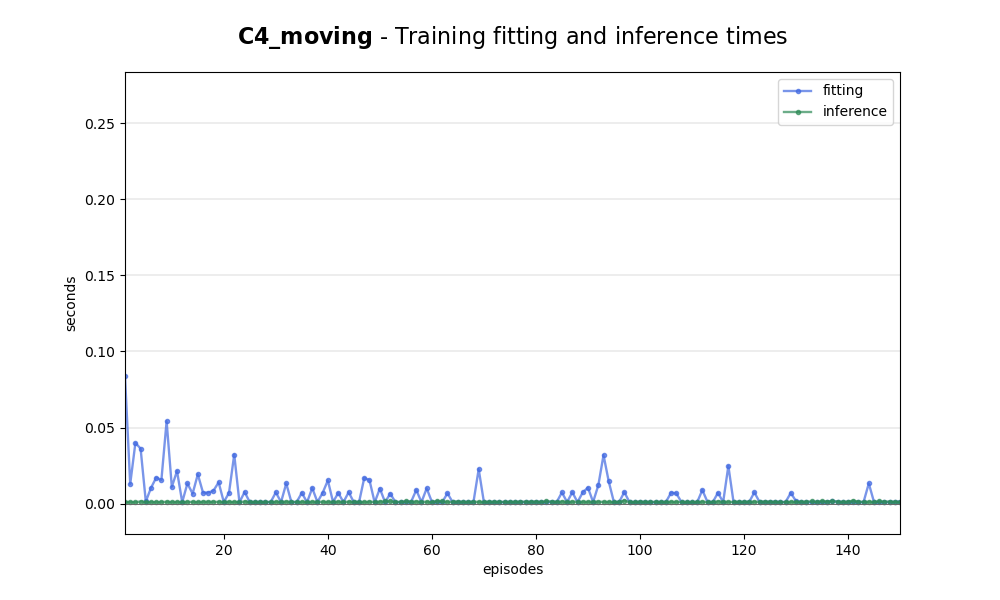 C4_moving - Training fitting and inference times
fitting
inference
0.25
0.20
0.15
0.10
0.05
0.00
seconds
20 40 60 80 100 120 140
episodes